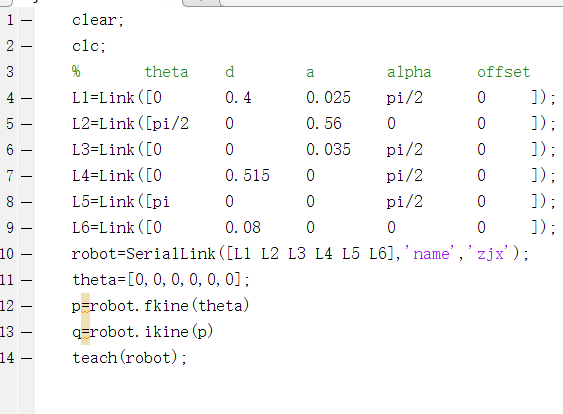 1 — clear;
2 — clc;
3 % theta d a alpha offset
4 — L1=Link([0 0.4 0.025 pi/2 0 ]);
5 — L2=Link([pi/2 0 0.56 0 0 ]);
6 — L3=Link([0 0 0.035 pi/2 0 ]);
7 — L4=Link([0 0.515 0 pi/2 0 ]);
8 — L5=Link([pi 0 0 pi/2 0 ]);
9 — L6=Link([0 0.08 0 0 0 ]);
10 — robot=SerialLink([L1 L2 L3 L4 L5 L6],'name','zjx');
11 — theta=[0,0,0,0,0,0];
12 — p=robot.fkine(theta)
13 — q=robot.ikine(p)
14 — teach(robot);